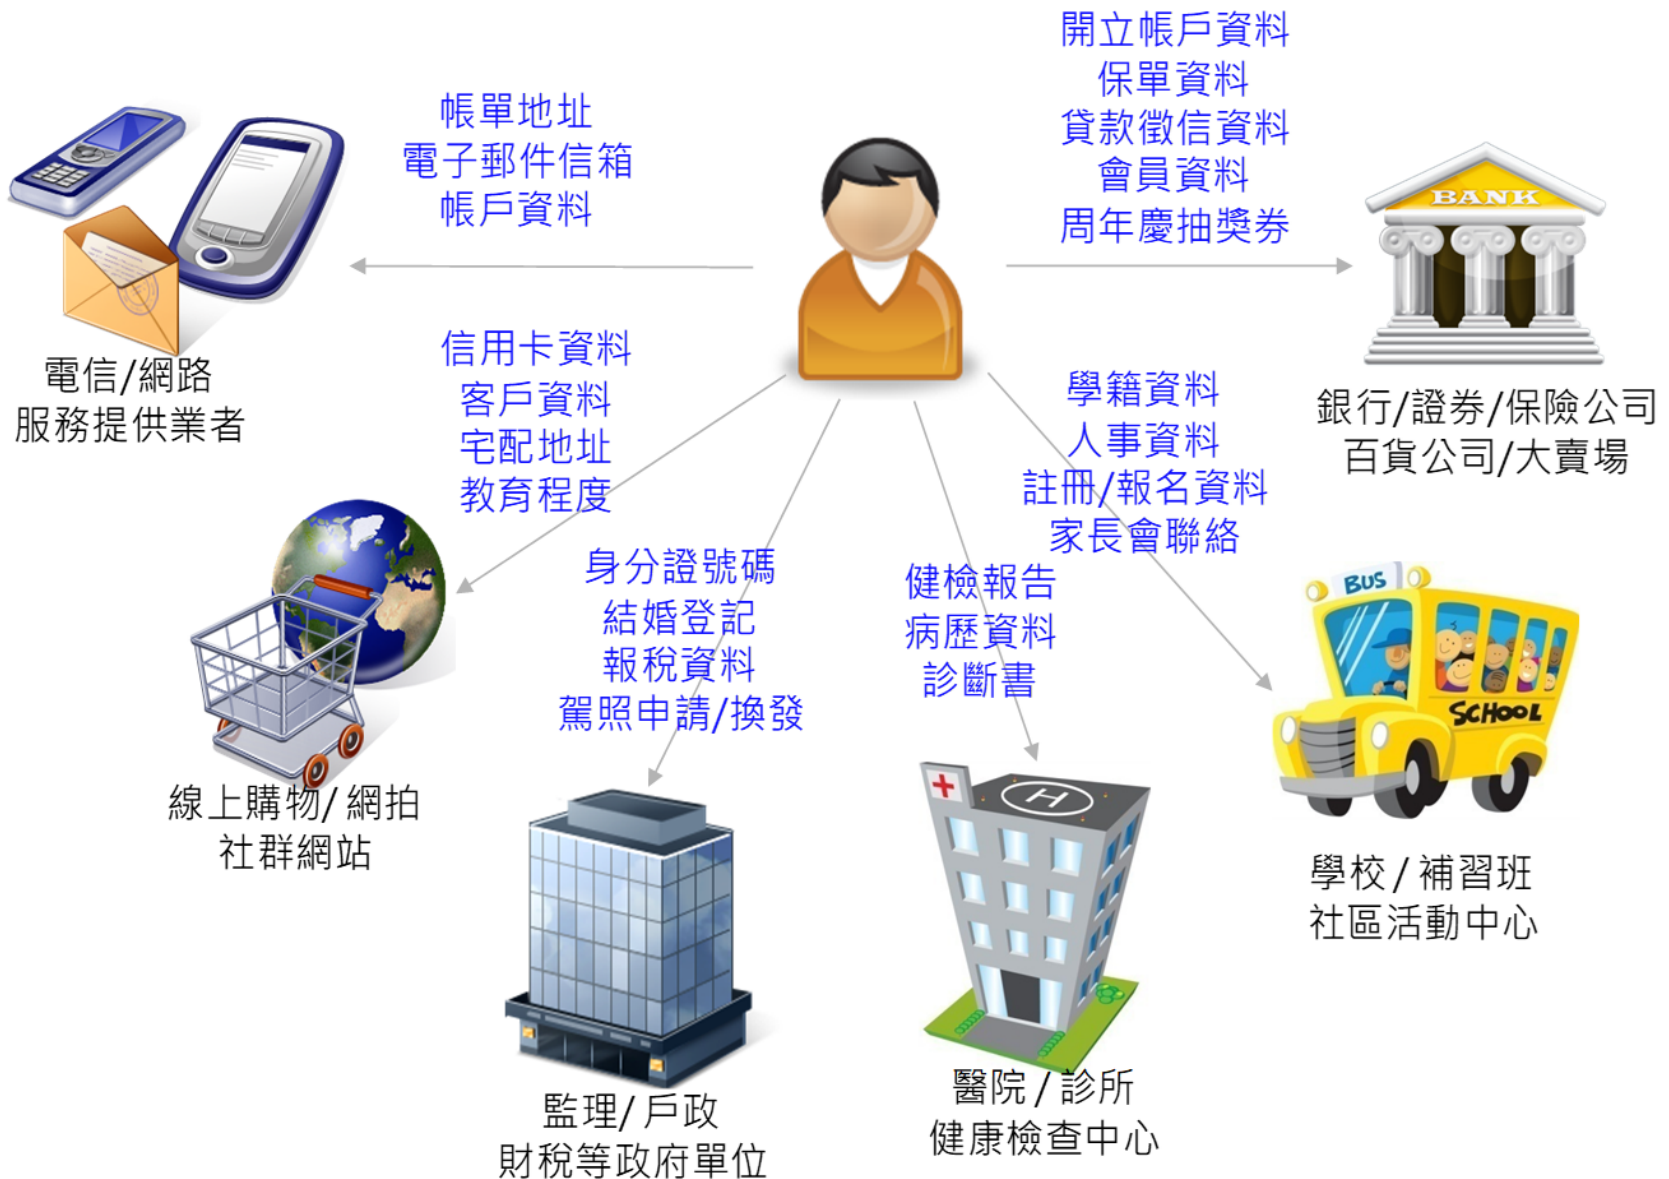 開立帳戶資料
保單資料
貸款徵信資料
會員資料
周年慶抽獎券
帳單地址
電子郵件信箱
帳戶資料
BANK
電信/網路
服務提供業者
信用卡資料
客戶資料
宅配地址
教育程度
學籍資料
人事資料
註冊/報名資料
家長會聯絡
銀行/證券/保險公司
百貨公司/大賣場
身分證號碼
結婚登記
報稅資料
駕照申請/換發
健檢報告
病歷資料
診斷書
BUS
SCHOOL
線上購物/網拍
社群網站
H
學校/補習班
社區活動中心
監理/戶政
財稅等政府單位
醫院/診所
健康檢查中心